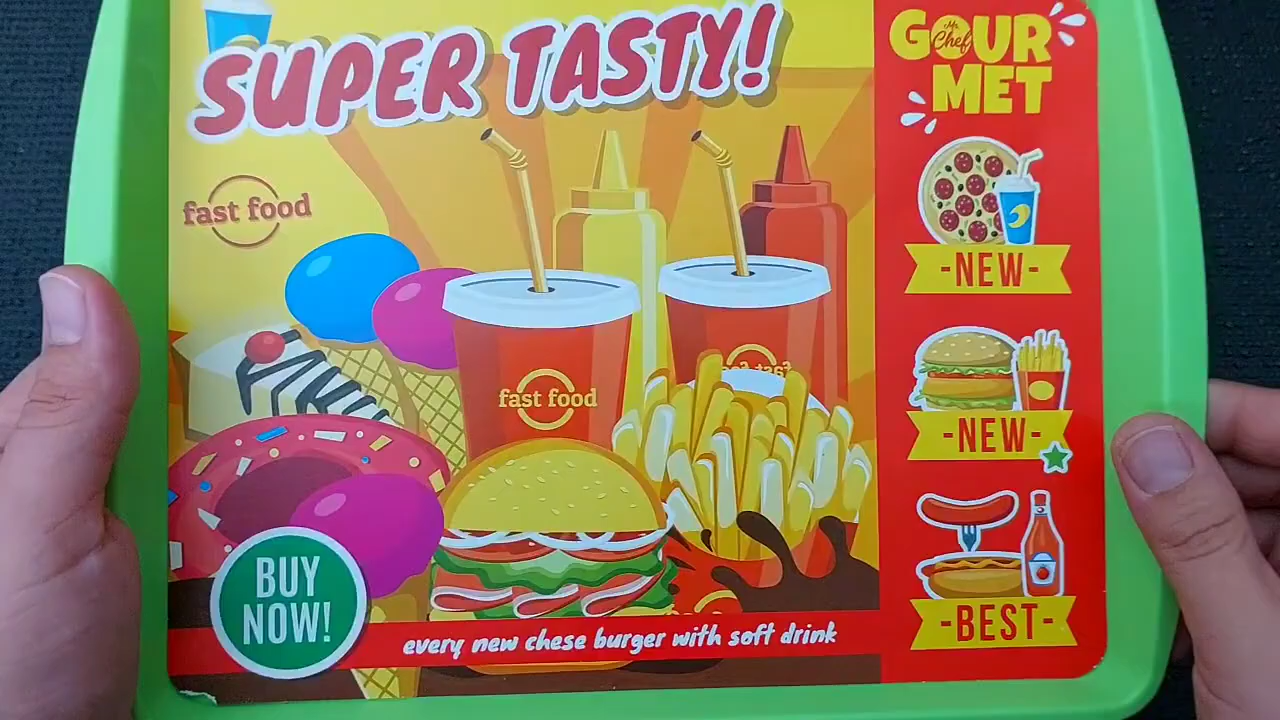 SUPER TASTY!
fast food
fast food
BUY
NOW!
every new chese burger with soft drink
GOUR
Mr.
Chef
MET
-NEW-
-NEW-
-BEST-